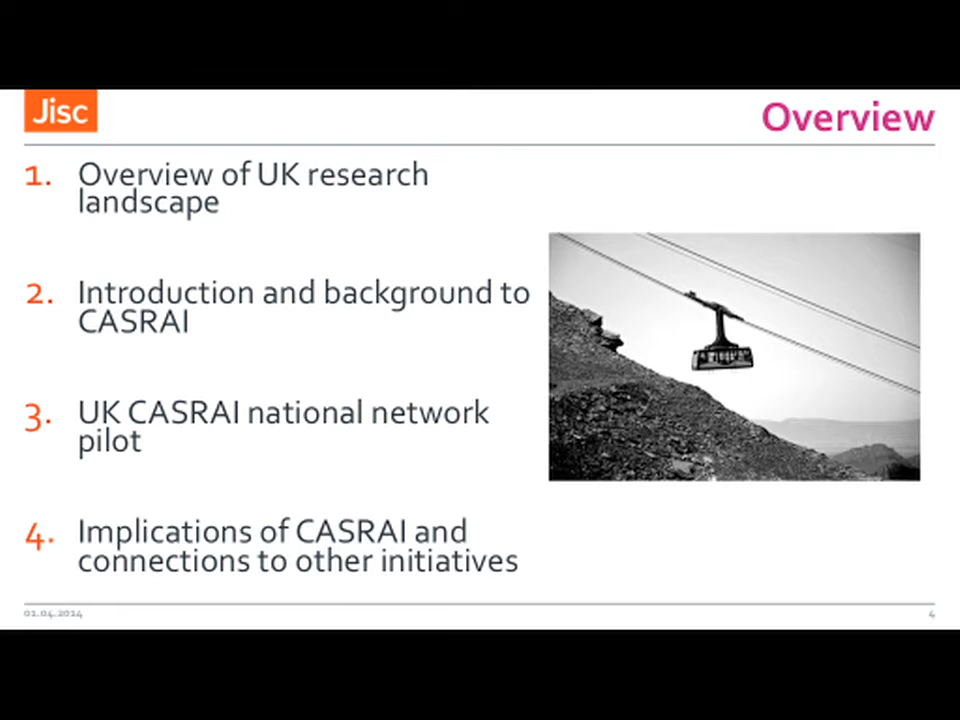 Jisc
Overview
1. Overview of UK research
landscape
2. Introduction and background to
CASRAI
3. UK CASRAI national network
pilot
4. Implications of CASRAI and
connections to other initiatives
01.04.2014
4